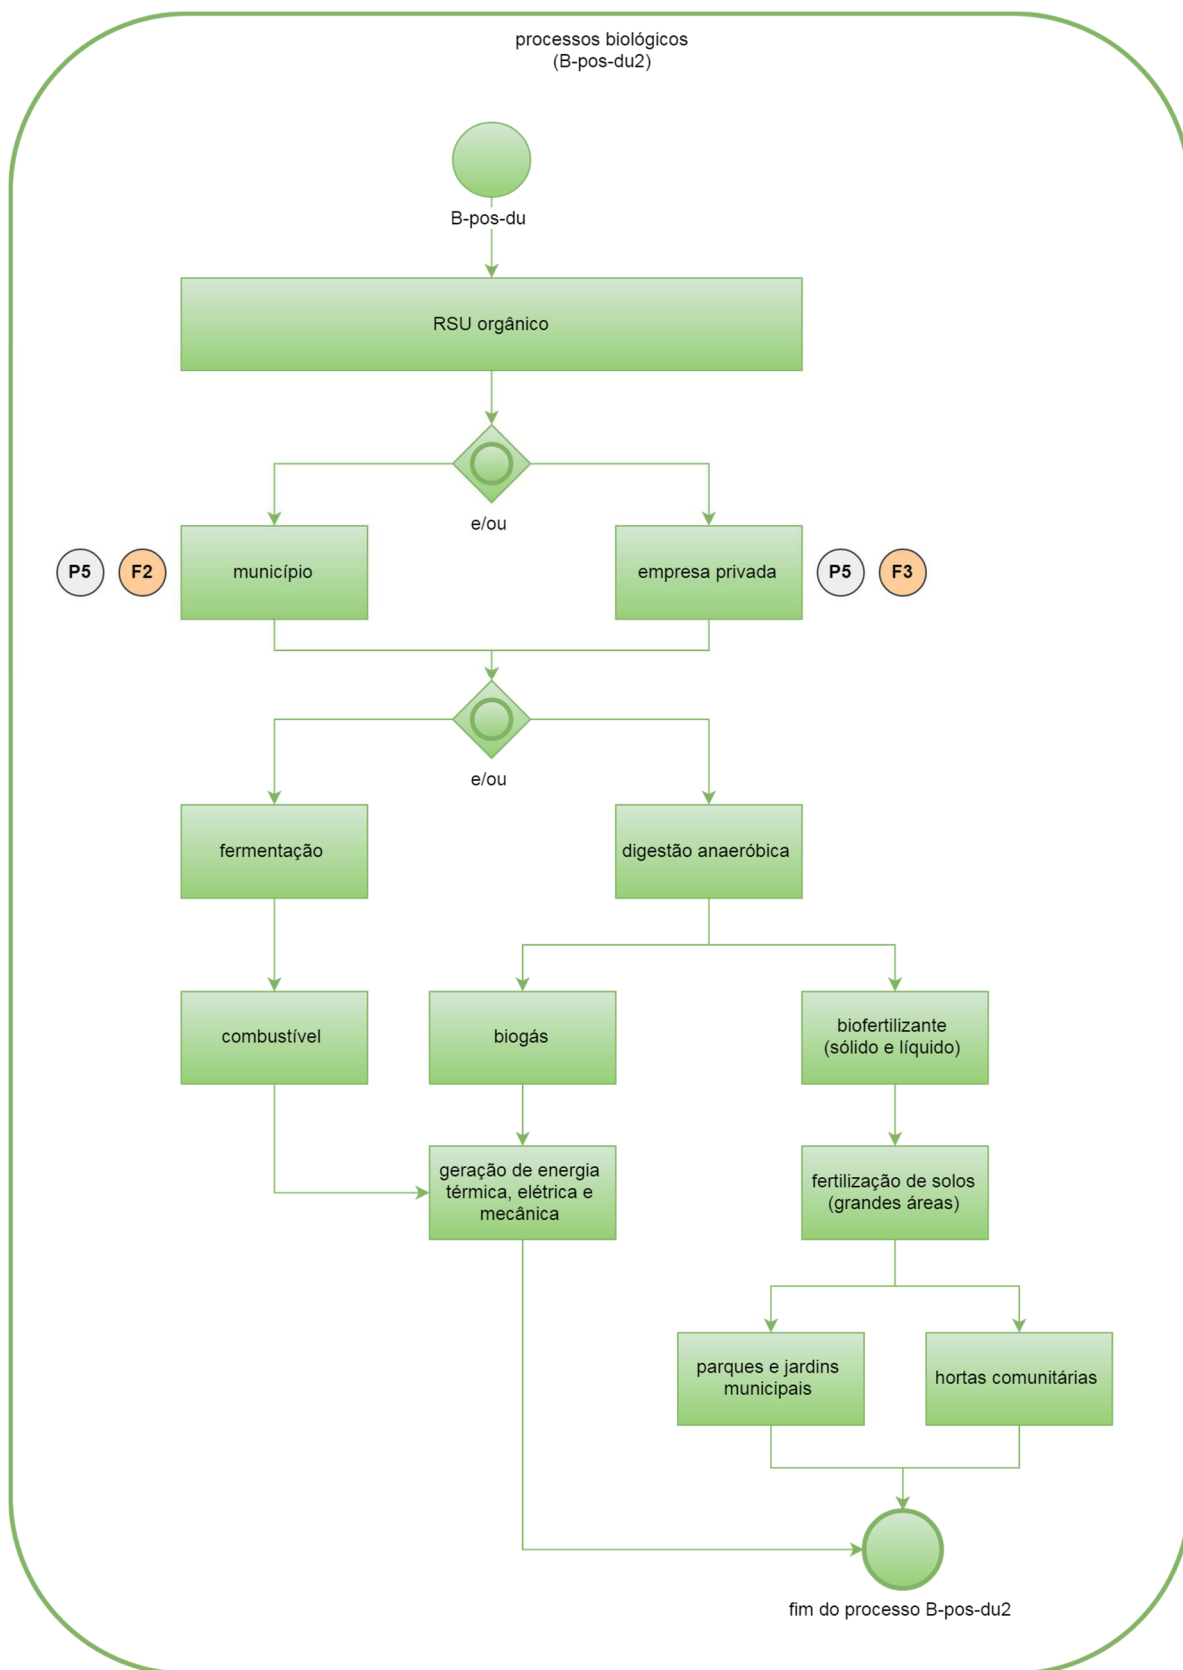 processos biológicos
(B-pos-du2)
B-pos-du
RSU orgânico
e/ou
P5
F2
município
empresa privada
P5
F3
e/ou
fermentação
digestão anaeróbica
combustível
biogás
biofertilizante
(sólido e líquido)
geração de energia
térmica, elétrica e
mecânica
fertilização de solos
(grandes áreas)
parques e jardins
municipais
hortas comunitárias
fim do processo B-pos-du2